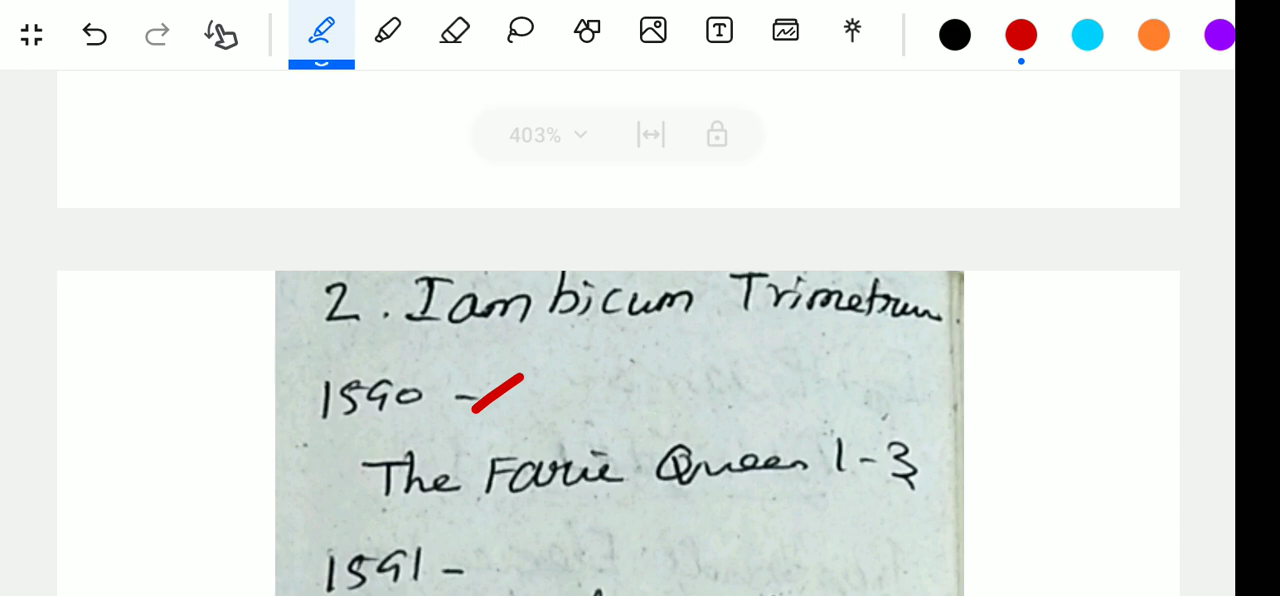 403%
2. Iambicum Trimetrum
1590 -
The Farie Queen 1-3
1591 -